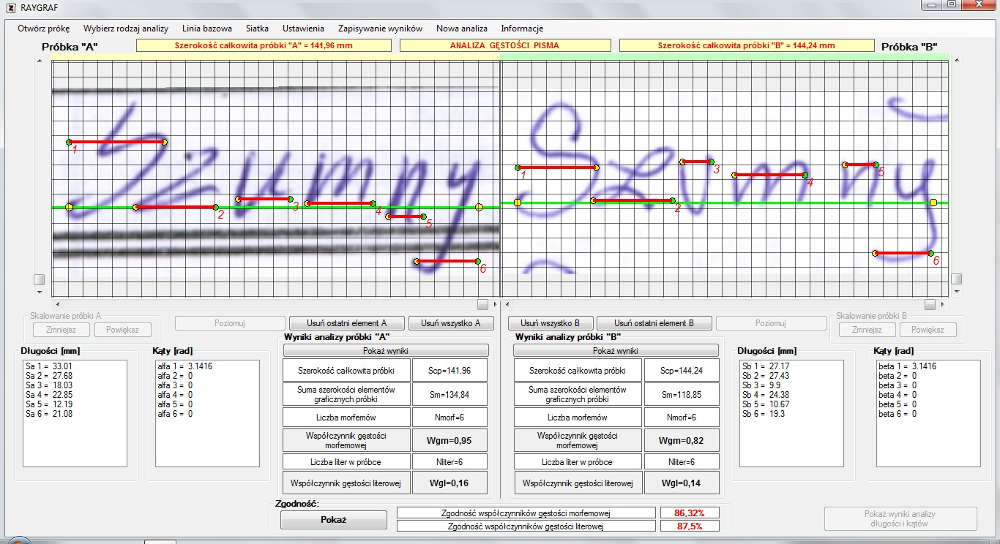 RAYGRAF
Otwórz prókę Wybierz rodzaj analizy Linia bazowa Siatka Ustawienia Zapisywanie wyników Nowa analiza Informacje
Próbka "A" Szerokość całkowita próbki "A" = 141,96 mm ANALIZA GĘSTOŚCI PISMA Szerokość całkowita próbki "B" = 144,24 mm Próbka "B"
Szumny
1 2 3 4 5 6
Szumny
1 2 3 4 5 6
Skalowanie próbki A
Zmniejsz Powiększ
Poziomuj Usuń ostatni element A Usuń wszystko A
Usuń wszystko B Usuń ostatni element B Poziomuj
Skalowanie próbki B
Zmniejsz Powiększ
Długości [mm]
Sa 1 = 33.01
Sa 2 = 27.68
Sa 3 = 18.03
Sa 4 = 22.85
Sa 5 = 12.19
Sa 6 = 21.08
Kąty [rad]
alfa 1 = 3.1416
alfa 2 = 0
alfa 3 = 0
alfa 4 = 0
alfa 5 = 0
alfa 6 = 0
Wyniki analizy próbki "A"
Pokaż wyniki
Szerokość całkowita próbki Scp=141,96
Suma szerokości elementów
graficznych próbki Sm=134,84
Liczba morfemów Nmorf=6
Współczynnik gęstości
morfemowej Wgm=0,95
Liczba liter w próbce Nliter=6
Współczynnik gęstości literowej Wgl=0,16
Wyniki analizy próbki "B"
Pokaż wyniki
Szerokość całkowita próbki Scp=144,24
Suma szerokości elementów
graficznych próbki Sm=118,85
Liczba morfemów Nmorf=6
Współczynnik gęstości
morfemowej Wgm=0,82
Liczba liter w próbce Nliter=6
Współczynnik gęstości literowej Wgl=0,14
Długości [mm]
Sb 1 = 27.17
Sb 2 = 27.43
Sb 3 = 9.9
Sb 4 = 24.38
Sb 5 = 10.67
Sb 6 = 19.3
Kąty [rad]
beta 1 = 3.1416
beta 2 = 0
beta 3 = 0
beta 4 = 0
beta 5 = 0
beta 6 = 0
Zgodność:
Pokaż
Zgodność współczynników gęstości morfemowej 86,32%
Zgodność współczynników gęstości literowej 87,5%
Pokaż wyniki analizy
długości i kątów